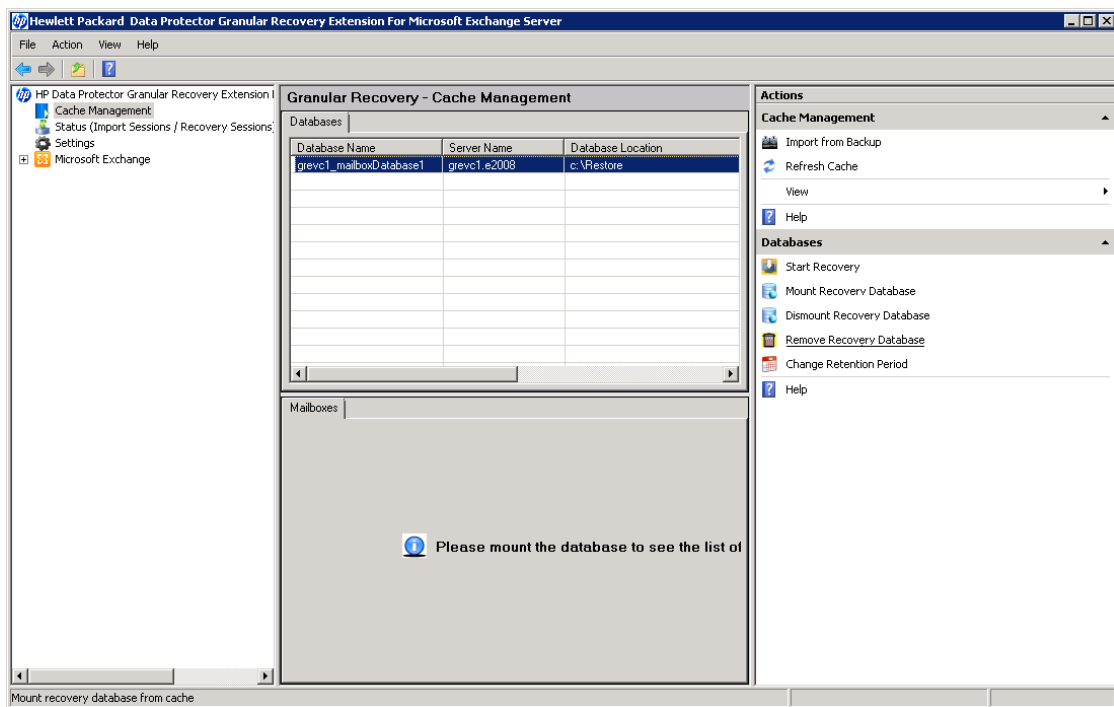 Hewlett Packard Data Protector Granular Recovery Extension For Microsoft Exchange Server
File Action View Help
HP Data Protector Granular Recovery Extension
Cache Management
Status (Import Sessions / Recovery Sessions)
Settings
Microsoft Exchange
Granular Recovery - Cache Management
Databases
Database Name Server Name Database Location
grevc1_mailboxDatabase1 grevc1.e2008 c:\Restore
Mailboxes
Please mount the database to see the list of
Actions
Cache Management
Import from Backup
Refresh Cache
View
Help
Databases
Start Recovery
Mount Recovery Database
Dismount Recovery Database
Remove Recovery Database
Change Retention Period
Help
Mount recovery database from cache